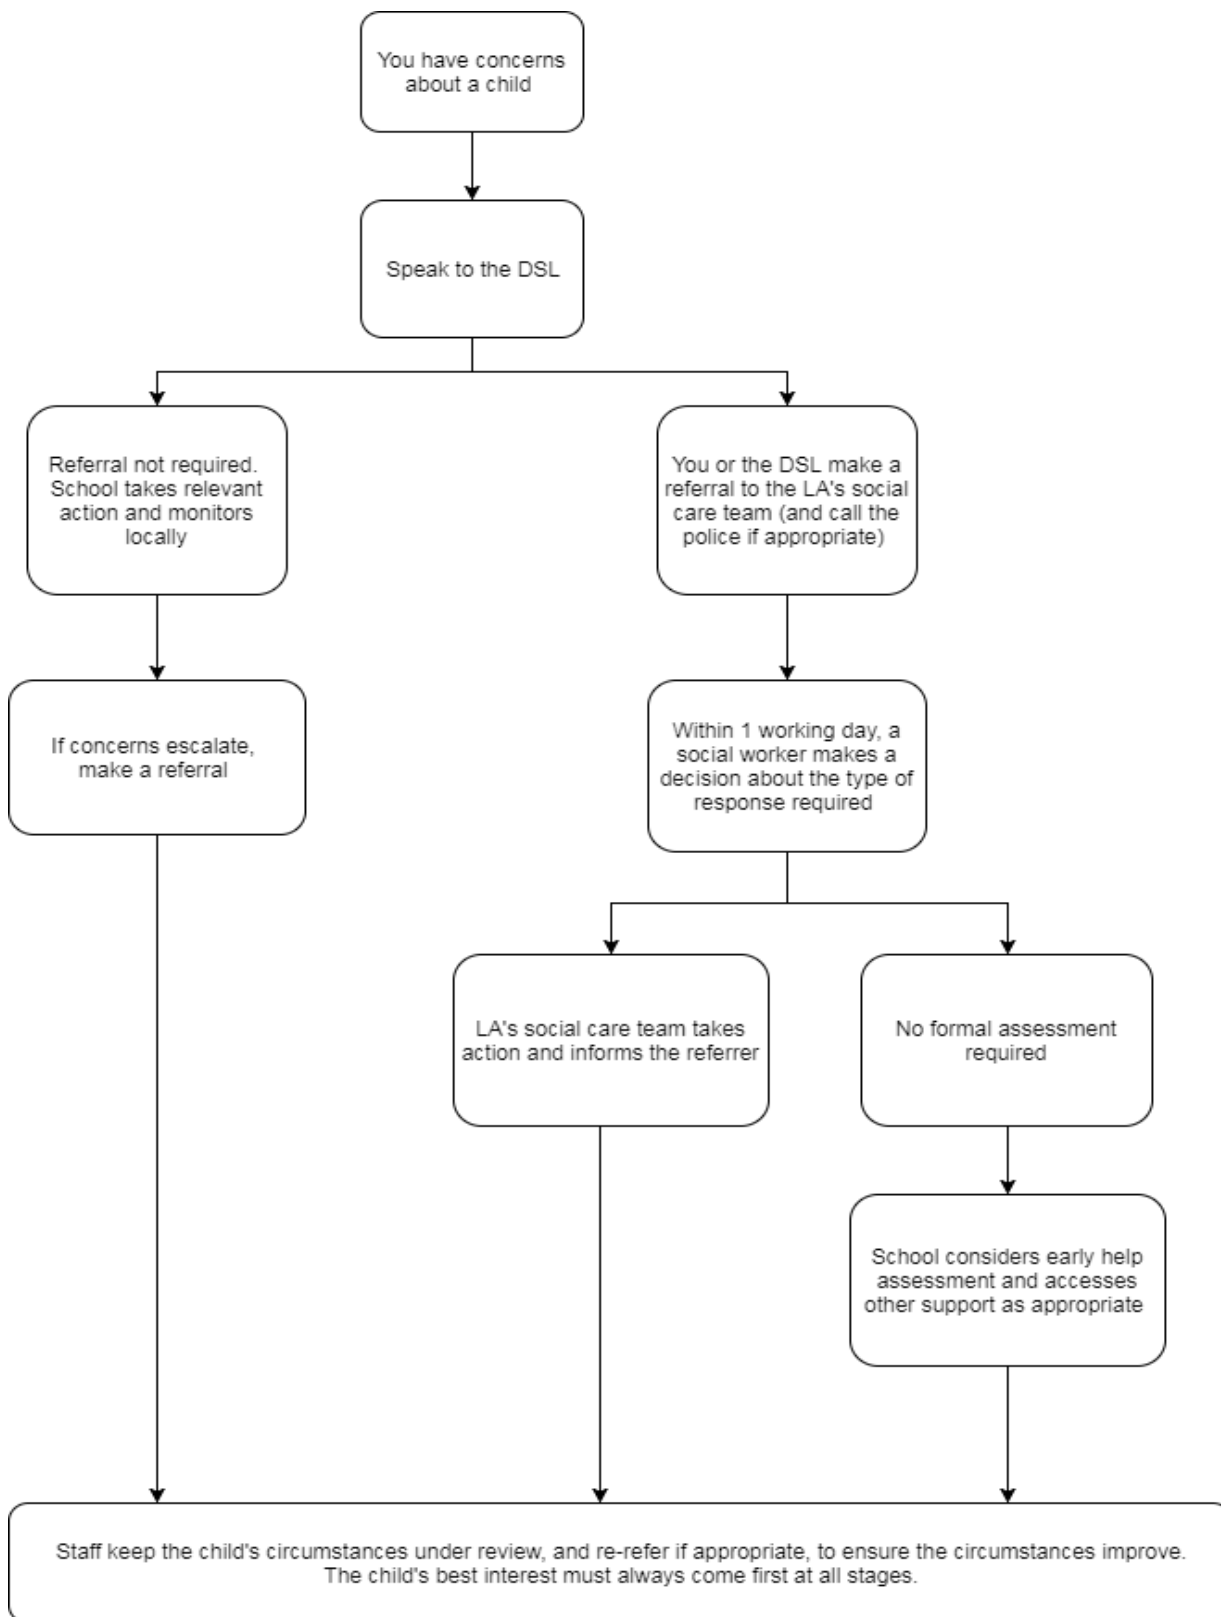 You have concerns
about a child
Speak to the DSL
Referral not required.
School takes relevant
action and monitors
locally
You or the DSL make a
referral to the LA's social
care team (and call the
police if appropriate)
If concerns escalate,
make a referral
Within 1 working day, a
social worker makes a
decision about the type of
response required
LA's social care team takes
action and informs the referrer
No formal assessment
required
School considers early help
assessment and accesses
other support as appropriate
Staff keep the child's circumstances under review, and re-refer if appropriate, to ensure the circumstances improve.
The child's best interest must always come first at all stages.